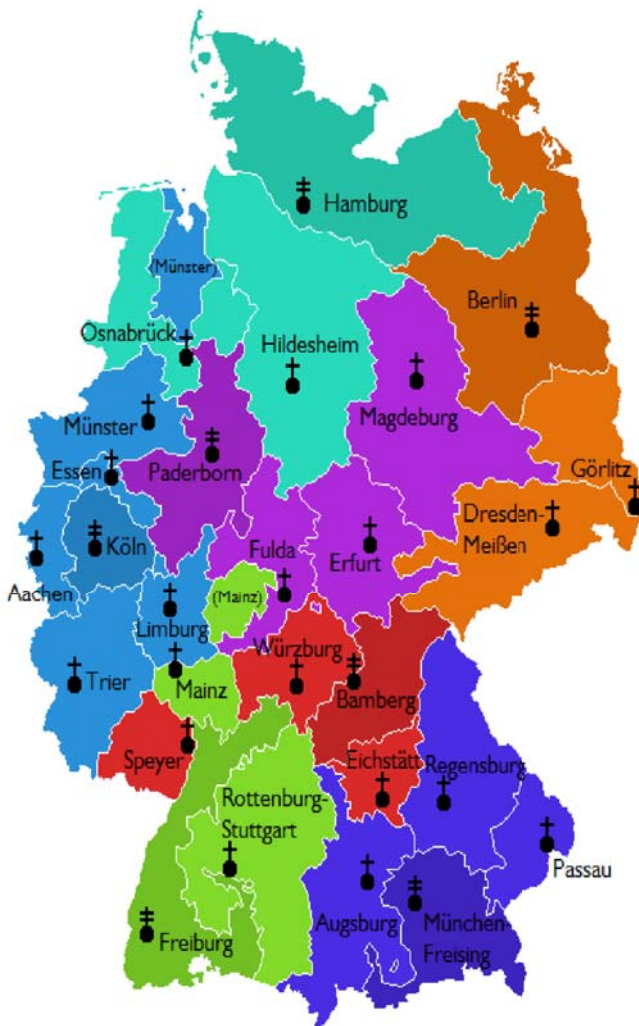 Hamburg
(Münster)
Berlin
Osnabrück
Hildesheim
Münster
Magdeburg
Essen
Paderborn
Görlitz
Dresden-
Meißen
Köln
Fulda
Erfurt
Aachen
(Mainz)
Limburg
Würzburg
Trier
Mainz
Bamberg
Speyer
Eichstätt
Regensburg
Rottenburg-
Stuttgart
Passau
Augsburg
München-
Freising
Freiburg